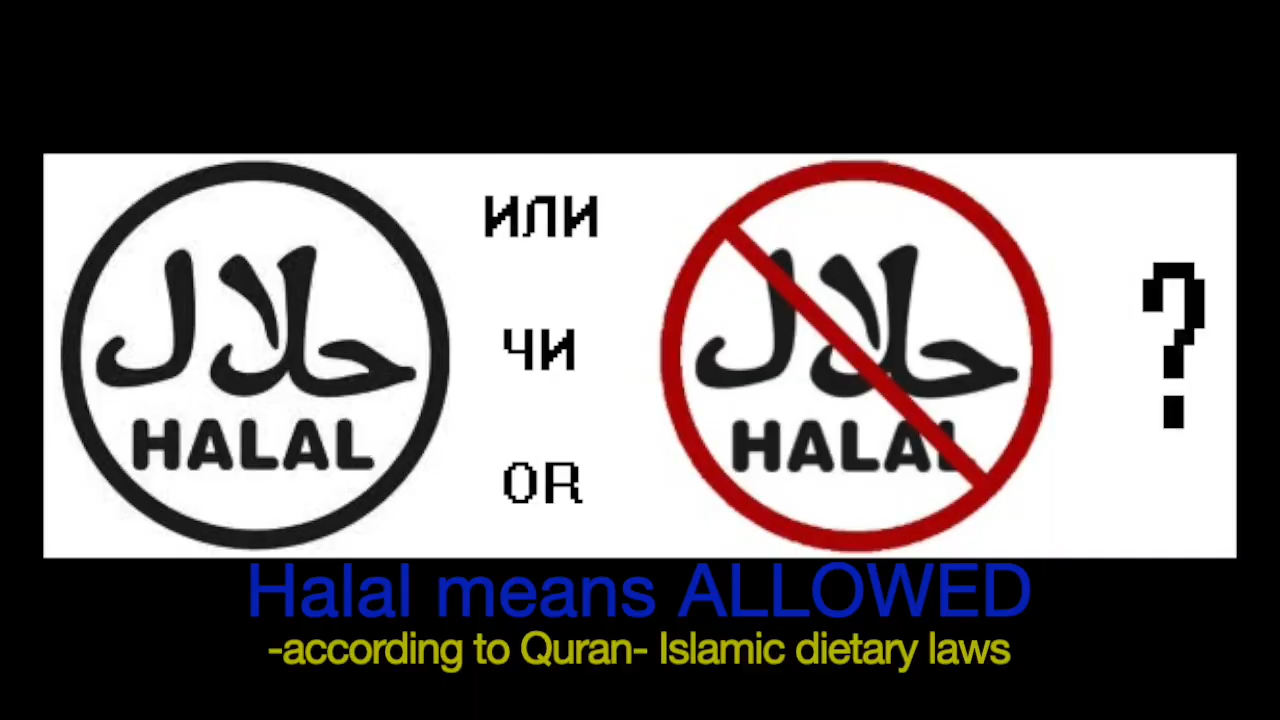 حلال
HALAL
или
чи
OR
حلال
HALAL
?
Halal means ALLOWED
-according to Quran- Islamic dietary laws